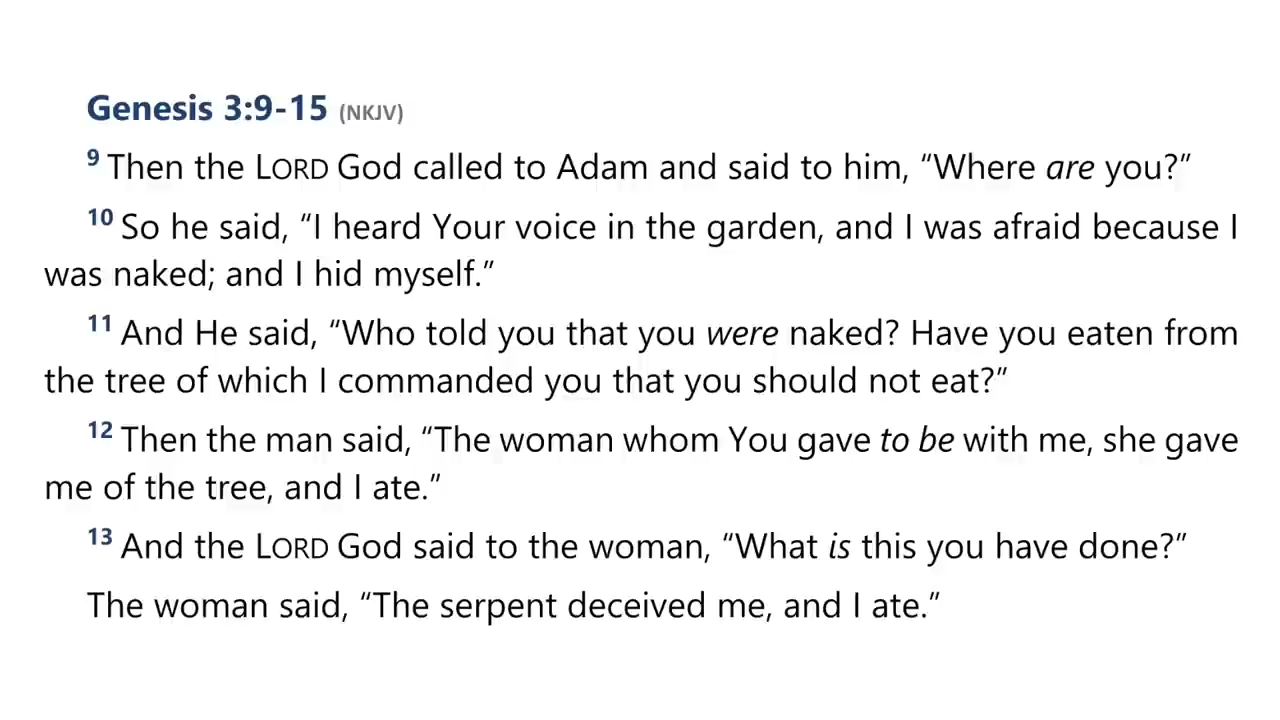 Genesis 3:9-15 (NKJV)
9 Then the LORD God called to Adam and said to him, “Where are you?”
10 So he said, “I heard Your voice in the garden, and I was afraid because I
was naked; and I hid myself.”
11 And He said, “Who told you that you were naked? Have you eaten from
the tree of which I commanded you that you should not eat?”
12 Then the man said, “The woman whom You gave to be with me, she gave
me of the tree, and I ate.”
13 And the LORD God said to the woman, “What is this you have done?”
The woman said, “The serpent deceived me, and I ate.”